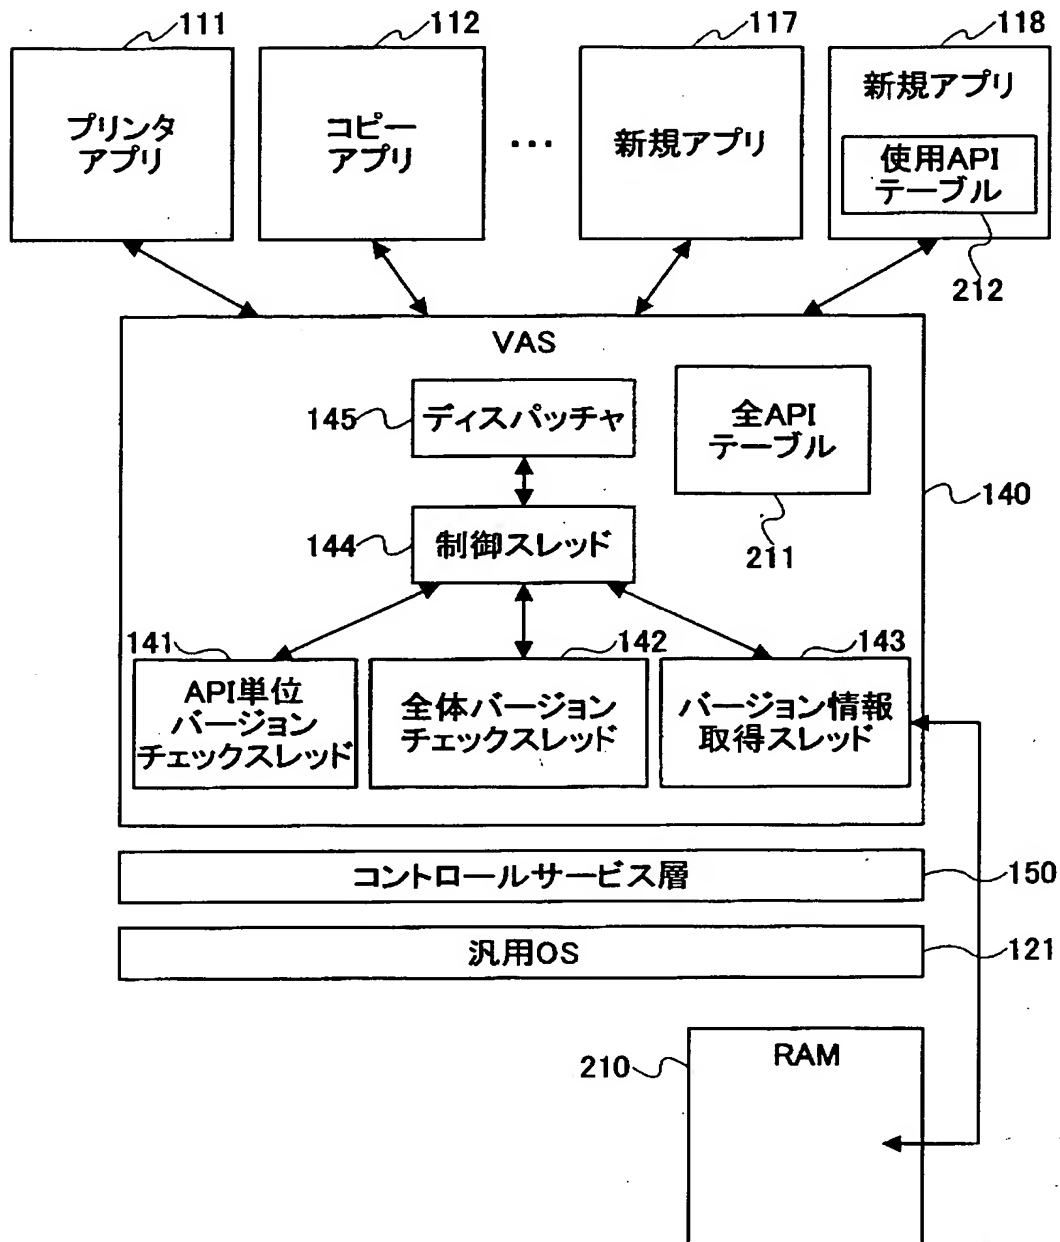 111
112
117
118
プリンタ
アプリ
コピー
アプリ
…
新規アプリ
新規アプリ
使用API
テーブル
212
VAS
145
ディスパッチャ
全API
テーブル
211
140
144
制御スレッド
141
142
143
API単位
バージョン
チェックスレッド
全体バージョン
チェックスレッド
バージョン情報
取得スレッド
コントロールサービス層
150
汎用OS
121
210
RAM